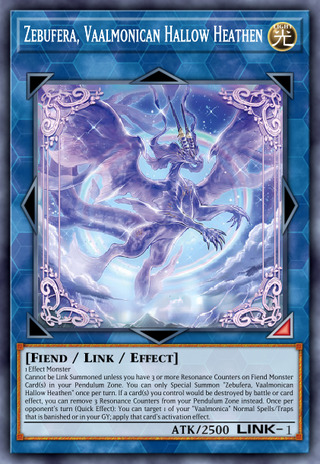 Zebufera, Vaalmonican Hallow Heathen
LIGHT
光
[Fiend / Link / Effect]
1 Effect Monster
Cannot be Link Summoned unless you have 3 or more Resonance Counters on Fiend Monster
Card(s) in your Pendulum Zone. You can only Special Summon "Zebufera, Vaalmonican
Hallow Heathen" once per turn. If a card(s) you control would be destroyed by battle or card
effect, you can remove 3 Resonance Counters from your Pendulum Zone instead. Once per
opponent's turn (Quick Effect): You can target 1 of your "Vaalmonica" Normal Spells/Traps
that is banished or in your GY; apply that card's activation effect.
ATK/2500 LINK-1